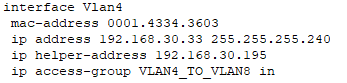 interface Vlan4
mac-address 0001.4334.3603
ip address 192.168.30.33 255.255.255.240
ip helper-address 192.168.30.195
ip access-group VLAN4_TO_VLAN8 in